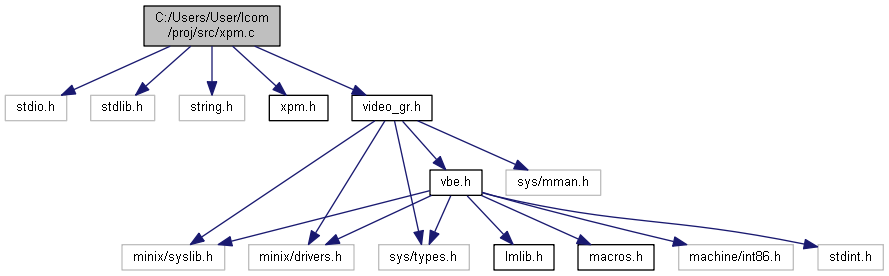 C:/Users/User/lcom
/proj/src/xpm.c
stdio.h
stdlib.h
string.h
xpm.h
video_gr.h
vbe.h
sys/mman.h
minix/syslib.h
minix/drivers.h
sys/types.h
lmlib.h
macros.h
machine/int86.h
stdint.h